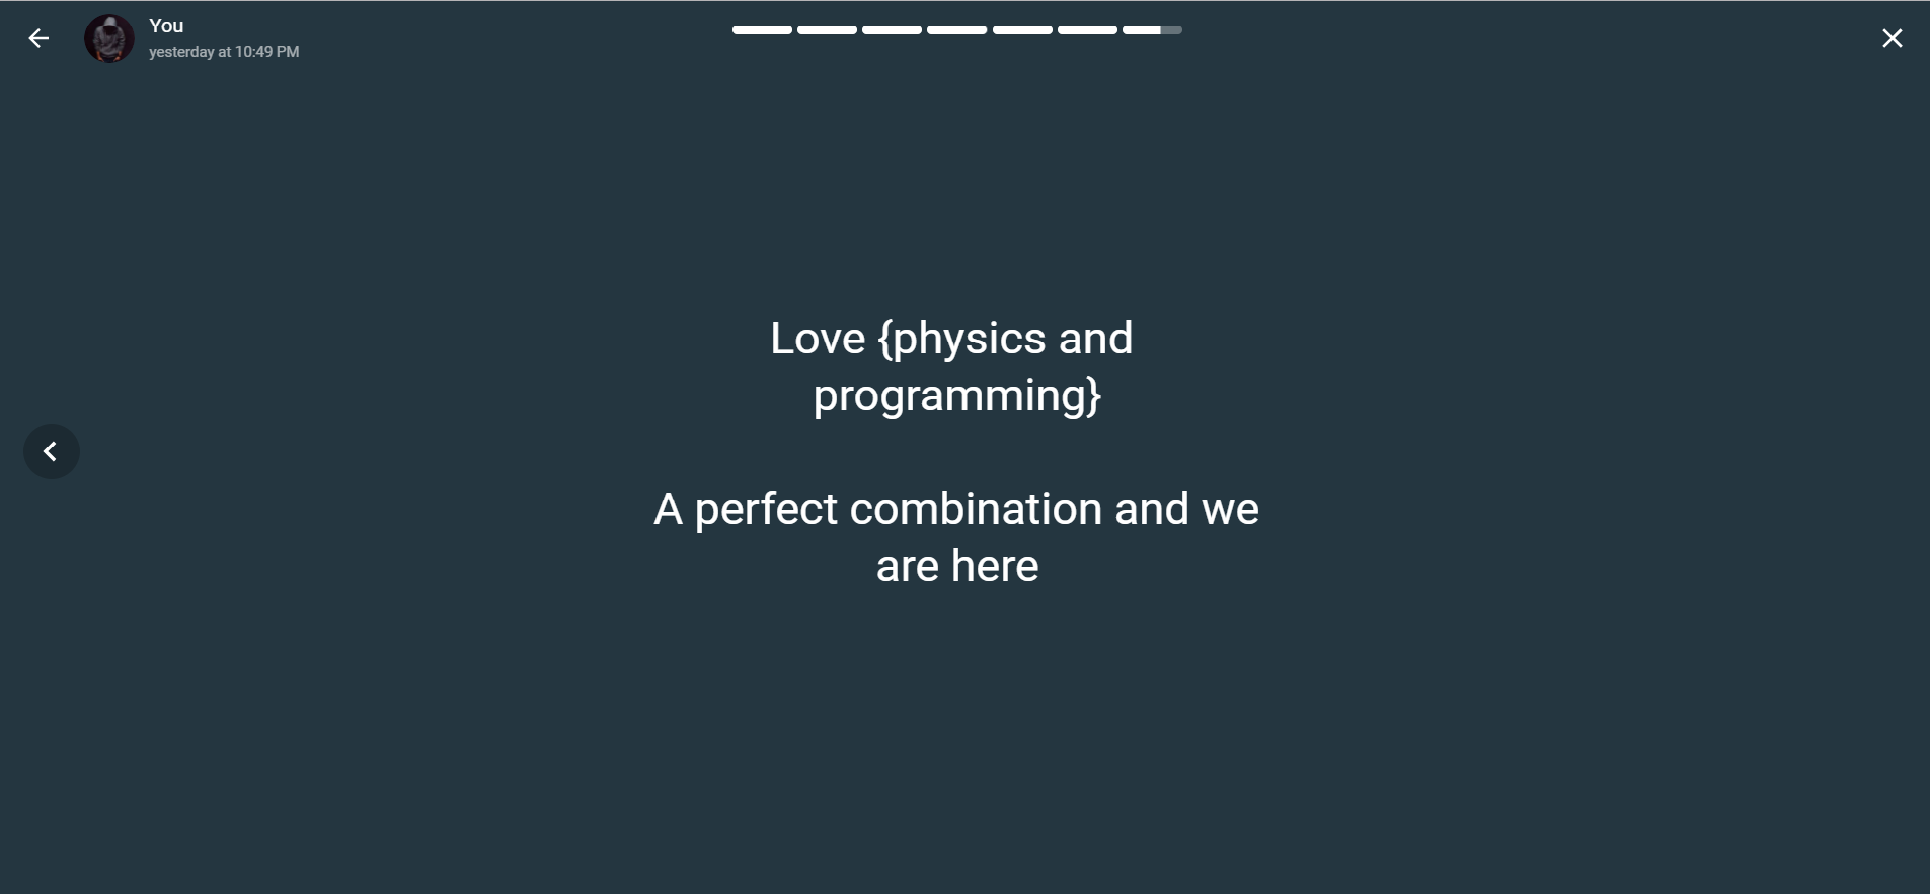 You
yesterday at 10:49 PM
Love {physics and
programming}
A perfect combination and we
are here